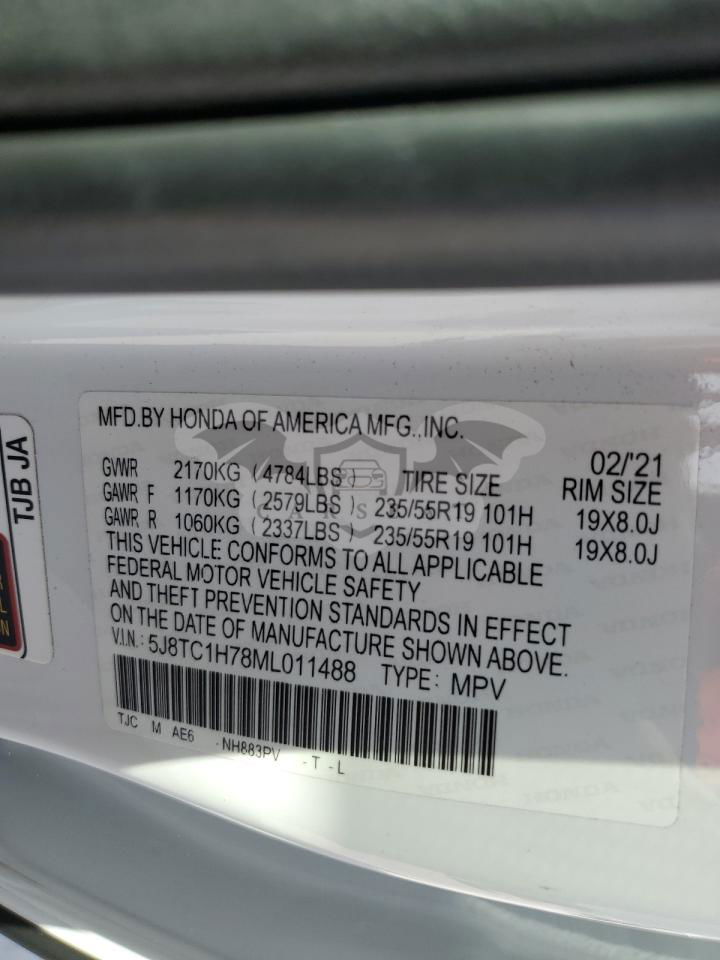 MFD.BY HONDA OF AMERICA MFG.,INC.
02/'21
GVWR 2170KG (4784LBS) TIRE SIZE RIM SIZE
GAWR F 1170KG (2579LBS) 235/55R19 101H 19X8.0J
GAWR R 1060KG (2337LBS) 235/55R19 101H 19X8.0J
THIS VEHICLE CONFORMS TO ALL APPLICABLE
FEDERAL MOTOR VEHICLE SAFETY
AND THEFT PREVENTION STANDARDS IN EFFECT
ON THE DATE OF MANUFACTURE SHOWN ABOVE.
V.I.N: 5J8TC1H78ML011488 TYPE: MPV
TJC M AE6 -NH883PV -T -L
TJB JA